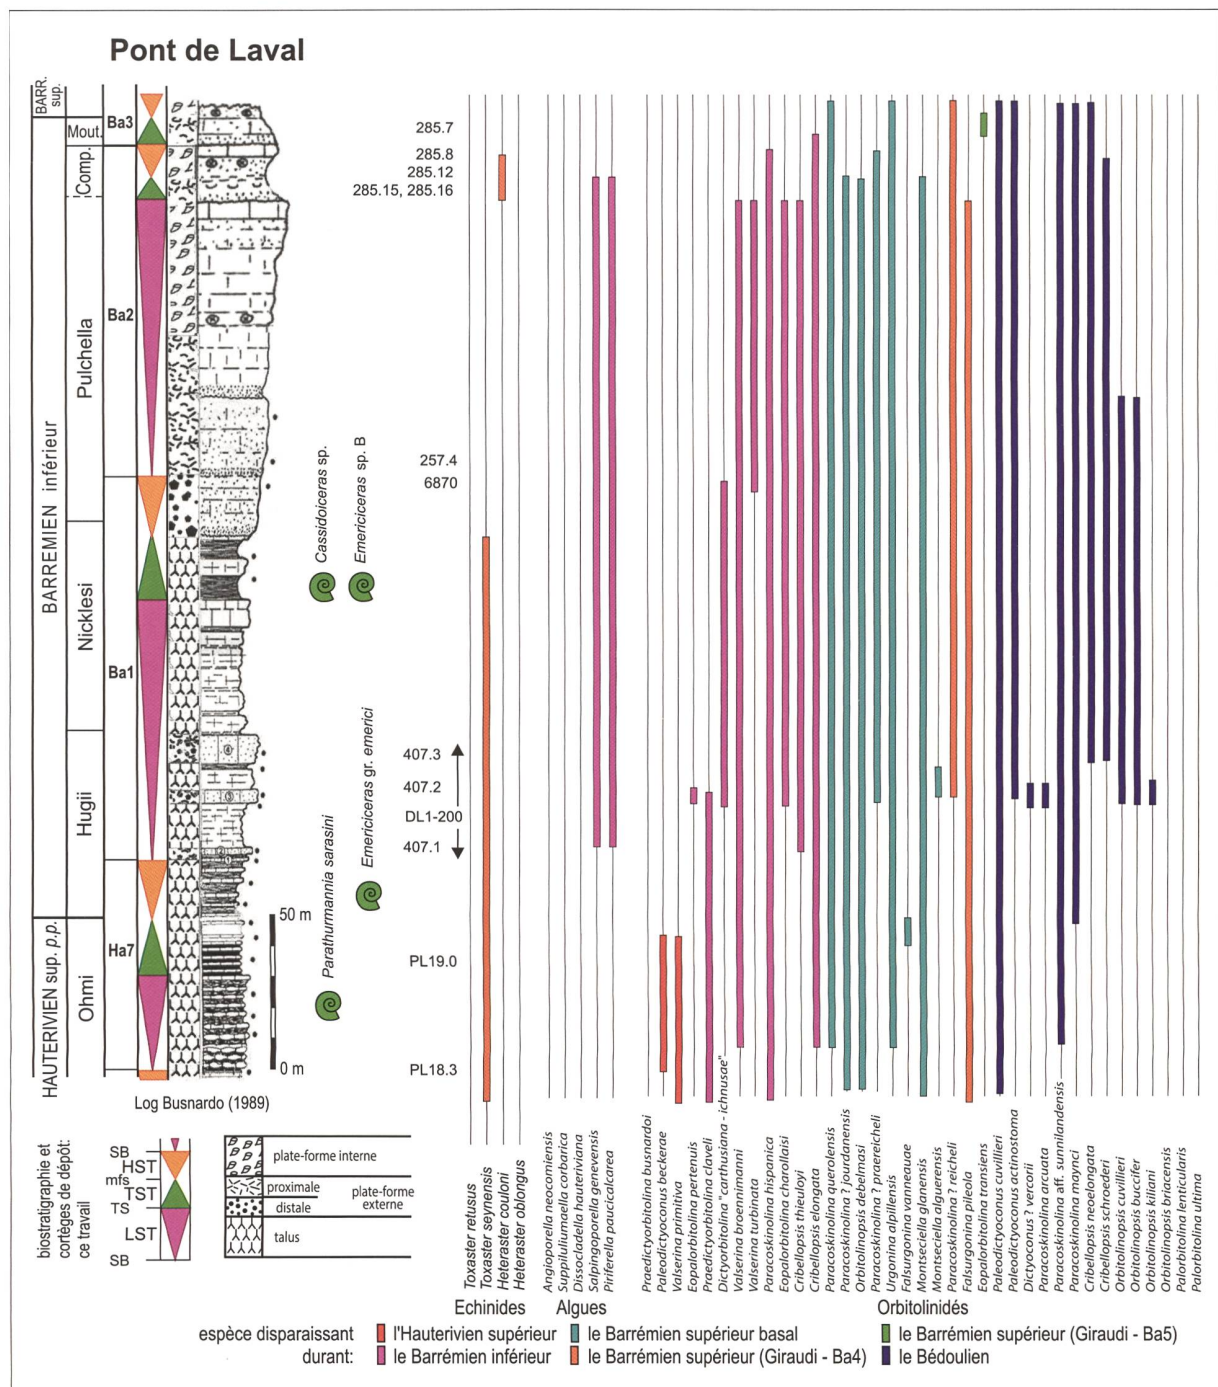 Pont de Laval
BARR. sup.
BARREMIEN inférieur
HAUTERIVIEN sup. p.p.
Mout.
Comp.
Pulchella
Nicklesi
Hugii
Ohmi
Ba3
Ba2
Ba1
Ha7
Cassidoiceras sp.
Emericiceras sp. B
Emericiceras gr. emerici
Parathurmannia sarasini
285.7
285.8
285.12
285.15, 285.16
257.4
6870
407.3
407.2
DL1-200
407.1
PL19.0
PL18.3
50 m
0 m
Log Busnardo (1989)
biostratigraphie et
cortèges de dépôt:
ce travail
SB
HST
mfs
TST
TS
LST
SB
plate-forme interne
proximale
distale
plate-forme
externe
talus
Toxaster retusus
Toxaster seynensis
Heteraster couloni
Heteraster oblongus
Angioporella neocomiensis
Suppiluliumaella corbarica
Dissocladella hauteriviana
Salpingoporella genevensis
Piriferella paucicalcarea
Praedictyorbitolina busnardoi
Paleodictyoconus beckerae
Valserina primitiva
Eopalorbitolina pertenuis
Praedictyorbitolina claveli
Dictyorbitolina "carthusiana - ichnusae"
Valserina broennimanni
Valserina turbinata
Paracoskinolina hispanica
Eopalorbitolina charollaisi
Cribellopsis thieuloyi
Cribellopsis elongata
Paracoskinolina querolensis
Paracoskinolina ? jourdanensis
Orbitolinopsis debelmasi
Paracoskinolina ? praereicheli
Urgonina alpillensis
Falsurgonina vanneauae
Montseciella glanensis
Montseciella alguerensis
Paracoskinolina ? reicheli
Falsurgonina pileola
Eopalorbitolina transiens
Paleodictyoconus cuvillieri
Paleodictyoconus actinostoma
Dictyoconus ? vercorii
Paracoskinolina arcuata
Paracoskinolina aff. sunnilandensis
Paracoskinolina maynci
Cribellopsis neoelongata
Cribellopsis schroederi
Orbitolinopsis cuvillieri
Orbitolinopsis buccifer
Orbitolinopsis kiliani
Orbitolinopsis briacensis
Palorbitolina lenticularis
Palorbitolina ultima
Echinides
Algues
Orbitolinidés
espèce disparaissant
durant:
l'Hauterivien supérieur
le Barrémien supérieur basal
le Barrémien supérieur (Giraudi - Ba5)
le Barrémien inférieur
le Barrémien supérieur (Giraudi - Ba4)
le Bédoulien